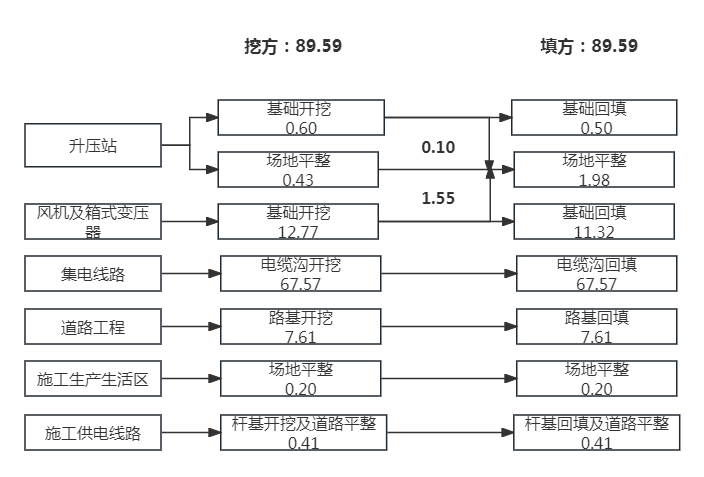 挖方：89.59
填方：89.59
升压站
基础开挖
0.60
基础回填
0.50
0.10
场地平整
0.43
场地平整
1.98
1.55
风机及箱式变压
器
基础开挖
12.77
基础回填
11.32
集电线路
电缆沟开挖
67.57
电缆沟回填
67.57
道路工程
路基开挖
7.61
路基回填
7.61
施工生产生活区
场地平整
0.20
场地平整
0.20
施工供电线路
杆基开挖及道路平整
0.41
杆基回填及道路平整
0.41